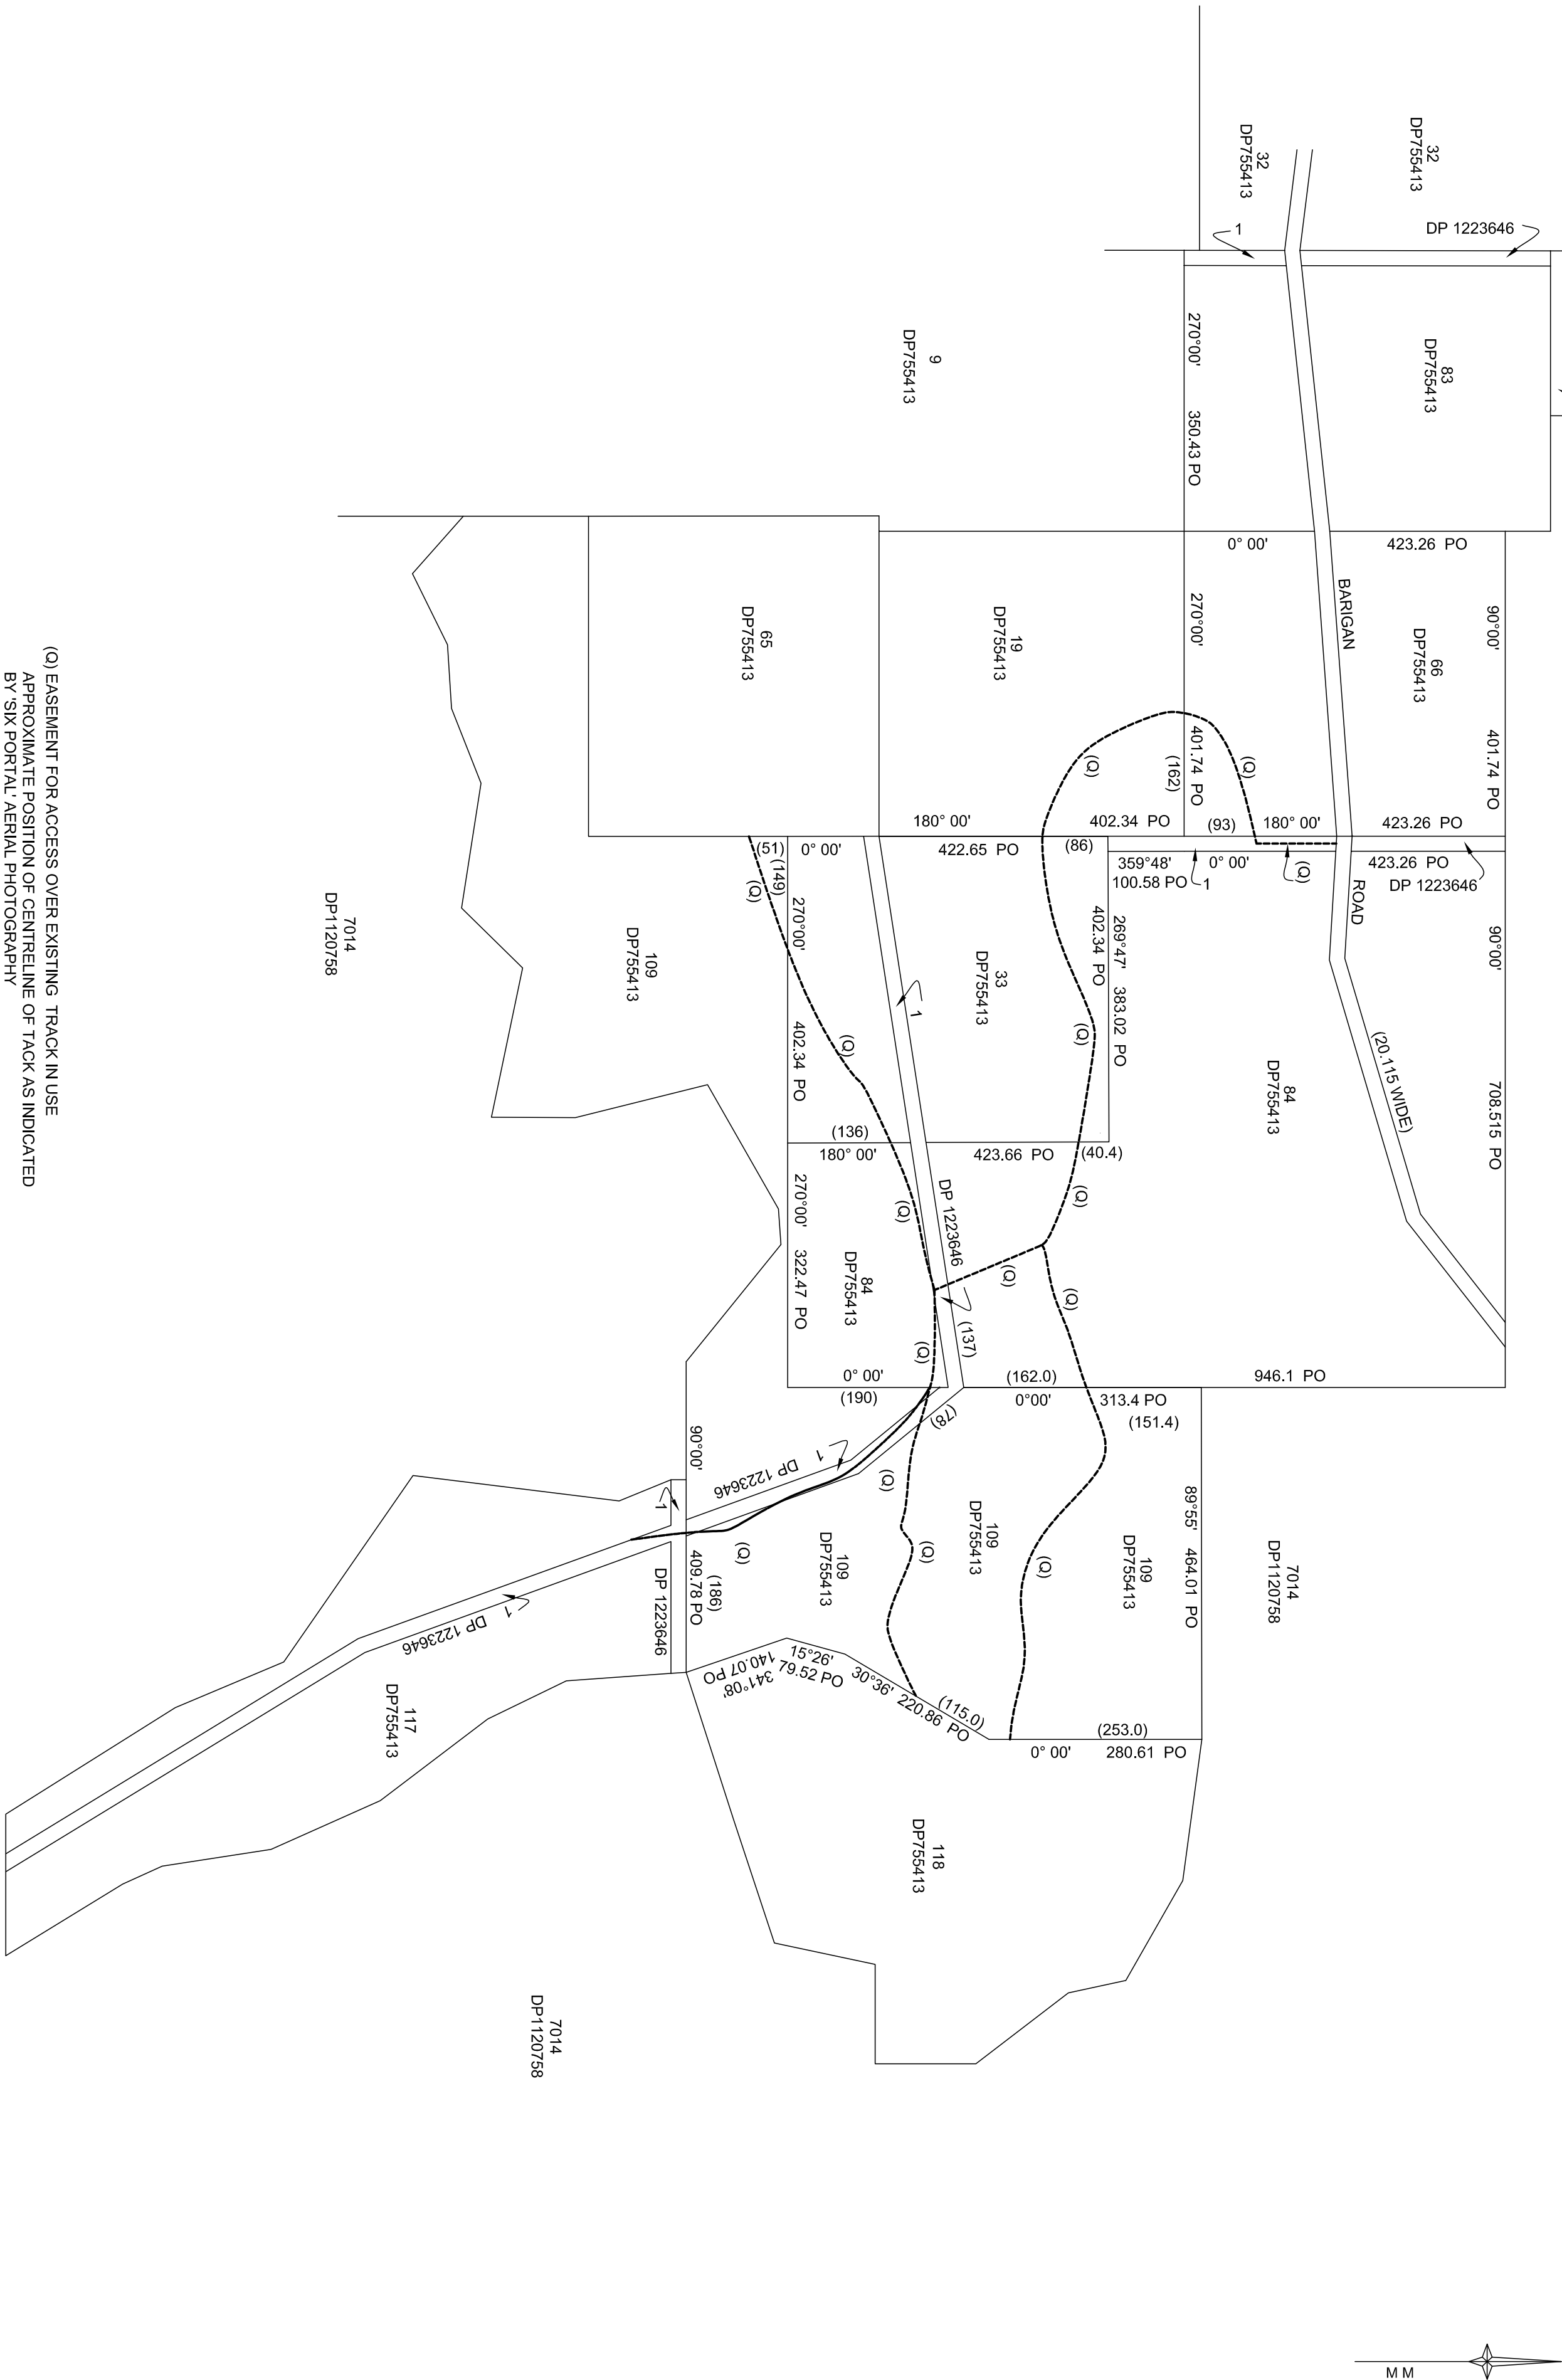 32
DP755413
32
DP755413
1
DP 1223646
9
DP755413
270°00'
350.43 PO
83
DP755413
0° 00'
423.26 PO
BARIGAN
90°00'
66
DP755413
401.74 PO
65
DP755413
19
DP755413
270°00'
401.74 PO
(162)
(Q)
(Q)
180° 00'
402.34 PO
(93)
180° 00'
423.26 PO
(51)
(149)
(Q)
0° 00'
422.65 PO
(86)
359°48'
100.58 PO
0° 00'
1
(Q)
423.26 PO
DP 1223646
ROAD
90°00'
708.515 PO
(20.115 WIDE)
7014
DP1120758
109
DP755413
270°00'
402.34 PO
33
DP755413
1
402.34 PO
269°47'
383.02 PO
(Q)
(Q)
84
DP755413
(136)
180° 00'
423.66 PO
(40.4)
(Q)
(Q)
DP 1223646
270°00'
322.47 PO
84
DP755413
(Q)
(Q)
(137)
(Q)
0° 00'
(190)
(162.0)
0°00'
946.1 PO
313.4 PO
(151.4)
(78)
90°00'
1
DP 1223646
(Q)
109
DP755413
(Q)
109
DP755413
(Q)
109
DP755413
89°55'
464.01 PO
7014
DP1120758
1
(Q)
409.78 PO
(186)
DP 1223646
1
DP 1223646
341°08'
140.07 PO
15°26'
79.52 PO
30°36'
220.86 PO
(115.0)
(253.0)
0° 00'
280.61 PO
117
DP755413
118
DP755413
7014
DP1120758
(Q) EASEMENT FOR ACCESS OVER EXISTING TRACK IN USE
APPROXIMATE POSITION OF CENTRELINE OF TACK AS INDICATED
BY 'SIX PORTAL' AERIAL PHOTOGRAPHY
M M